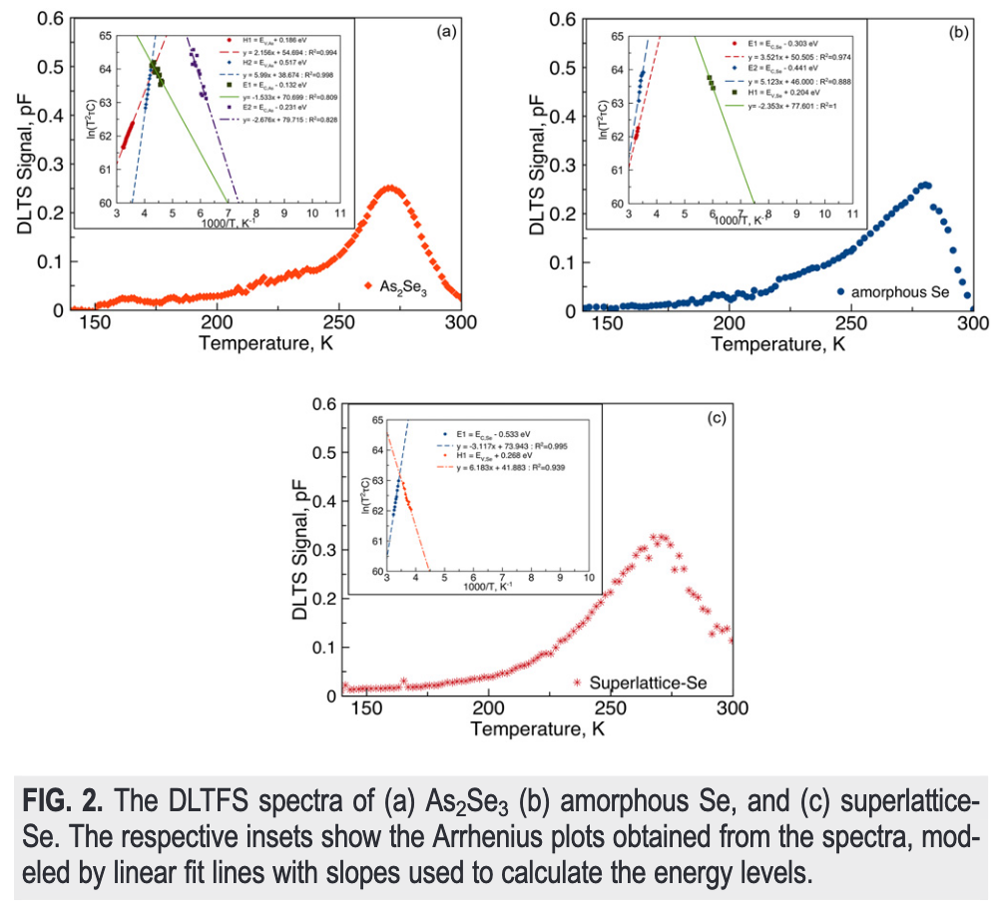 (a)
0.6
0.5
0.4
0.3
0.2
0.1
0
DLTS Signal, pF
150
200
250
300
Temperature, K
As₂Se₃
65
64
63
62
61
60
ln(T²τC)
3 4 5 6 7 8 9 10 11
1000/T, K⁻¹
H1 = E_V,Se + 0.186 eV
y = 2.156x + 54.694 : R²=0.994
H2 = E_V,Se + 0.517 eV
y = 5.99x + 38.674 : R²=0.998
E1 = E_C,Se - 0.132 eV
y = -1.533x + 70.699 : R²=0.809
E2 = E_C,Se - 0.231 eV
y= -2.676x + 79.715 : R²=0.828
(b)
0.6
0.5
0.4
0.3
0.2
0.1
0
DLTS Signal, pF
150
200
250
300
Temperature, K
amorphous Se
65
64
63
62
61
60
ln(T²τC)
3 4 5 6 7 8 9 10 11
1000/T, K⁻¹
E1 = E_C,Se -0.303 eV
y = 3.521x + 50.505 : R²=0.974
E2 = E_C,Se -0.441 eV
y = 5.123x + 46.000 : R²=0.888
H1 = E_V,Se + 0.204 eV
y= -2.353x + 77.601 : R²=1
(c)
0.6
0.5
0.4
0.3
0.2
0.1
0
DLTS Signal, pF
150
200
250
300
Temperature, K
Superlattice-Se
65
64
63
62
61
60
ln(T²τC)
3 4 5 6 7 8 9 10
1000/T, K⁻¹
E1 = E_C,Se - 0.533 eV
y = -3.117x + 73.943 : R²=0.995
H1 = E_V,Se + 0.268 eV
y = 6.183x + 41.883 : R²=0.939
FIG. 2. The DLTFS spectra of (a) As₂Se₃ (b) amorphous Se, and (c) superlattice-
Se. The respective insets show the Arrhenius plots obtained from the spectra, mod-
eled by linear fit lines with slopes used to calculate the energy levels.